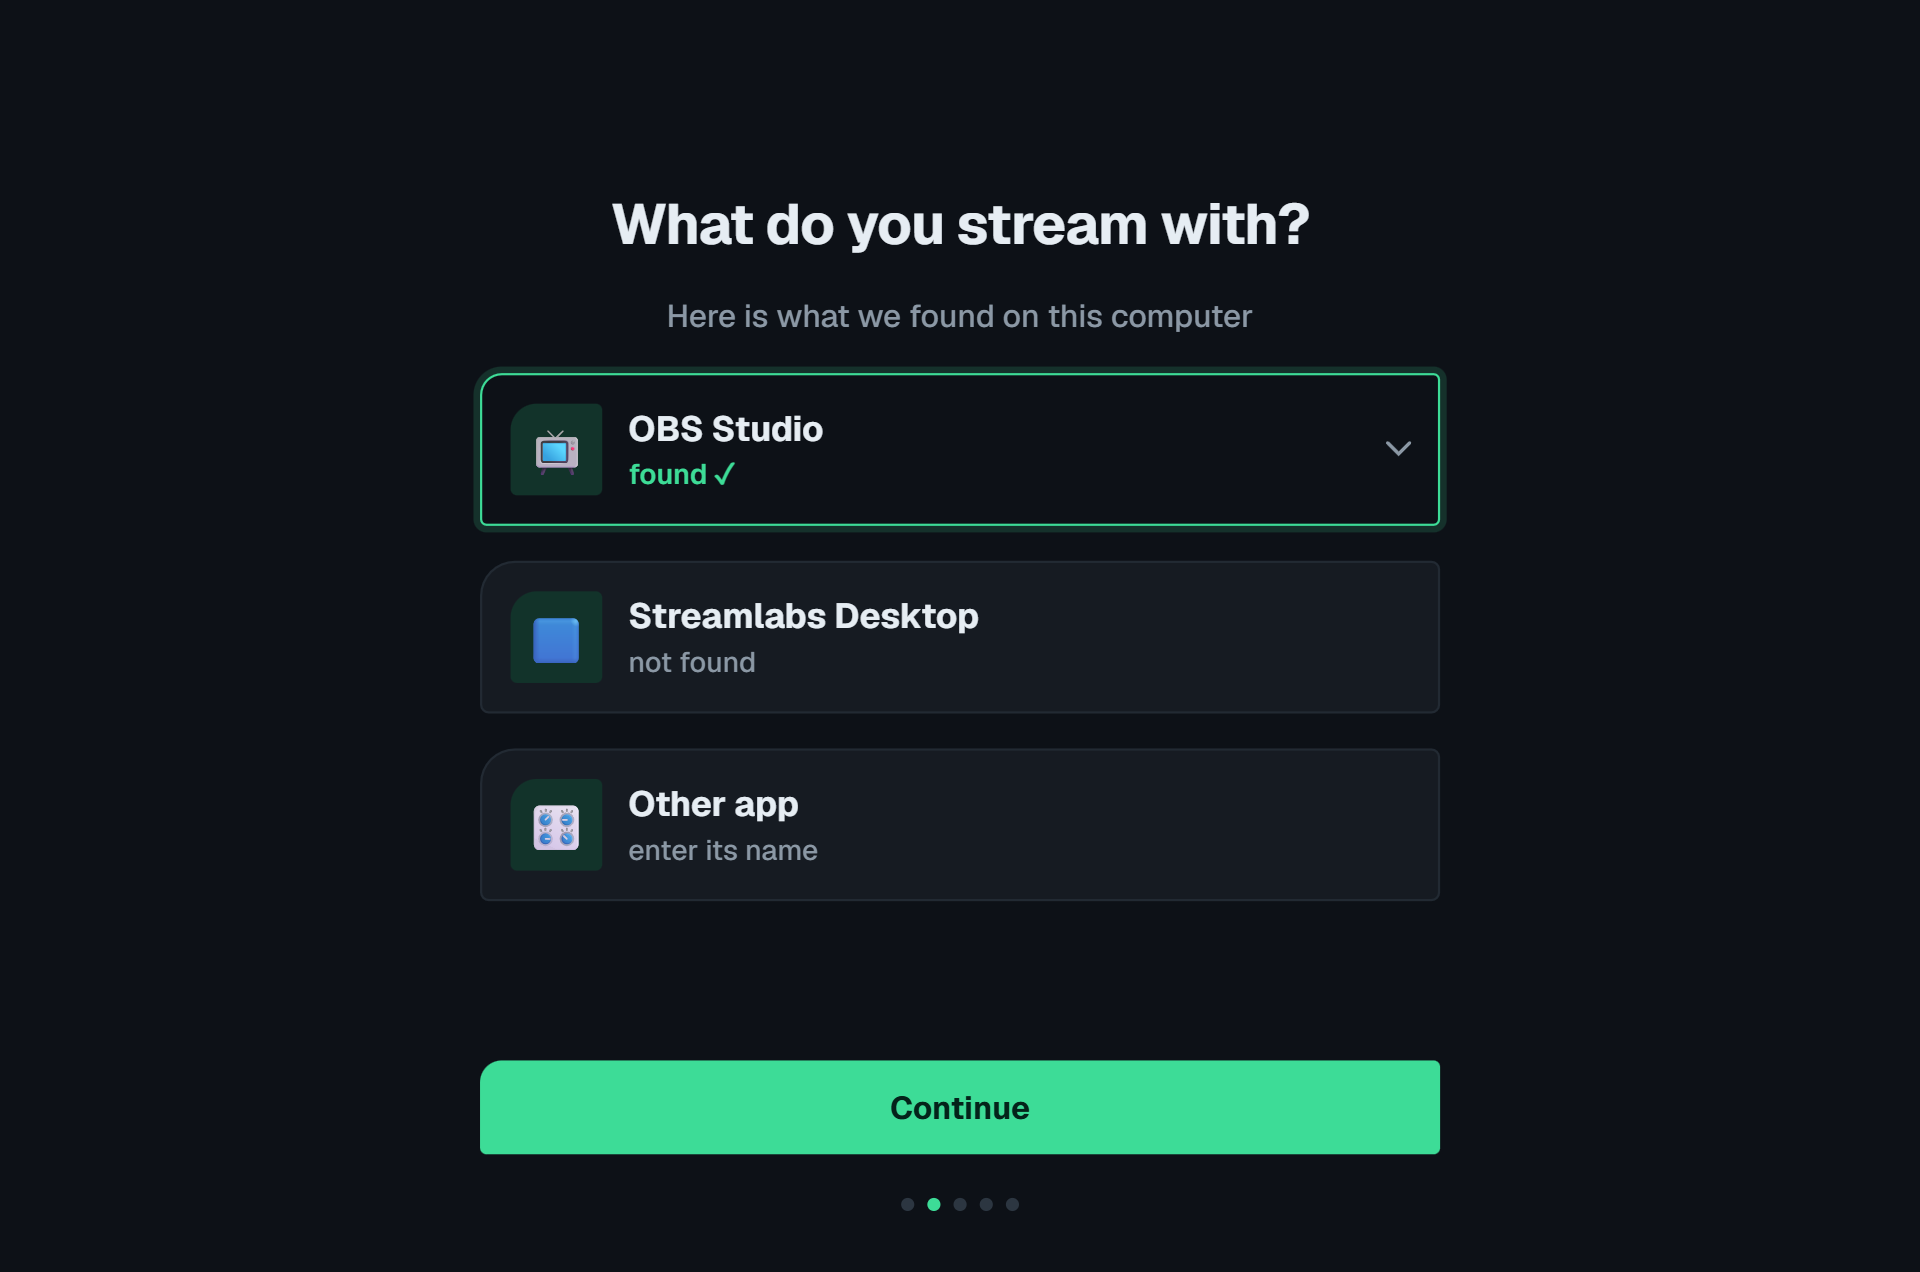 What do you stream with?
Here is what we found on this computer
OBS Studio
found ✓
Streamlabs Desktop
not found
Other app
enter its name
Continue